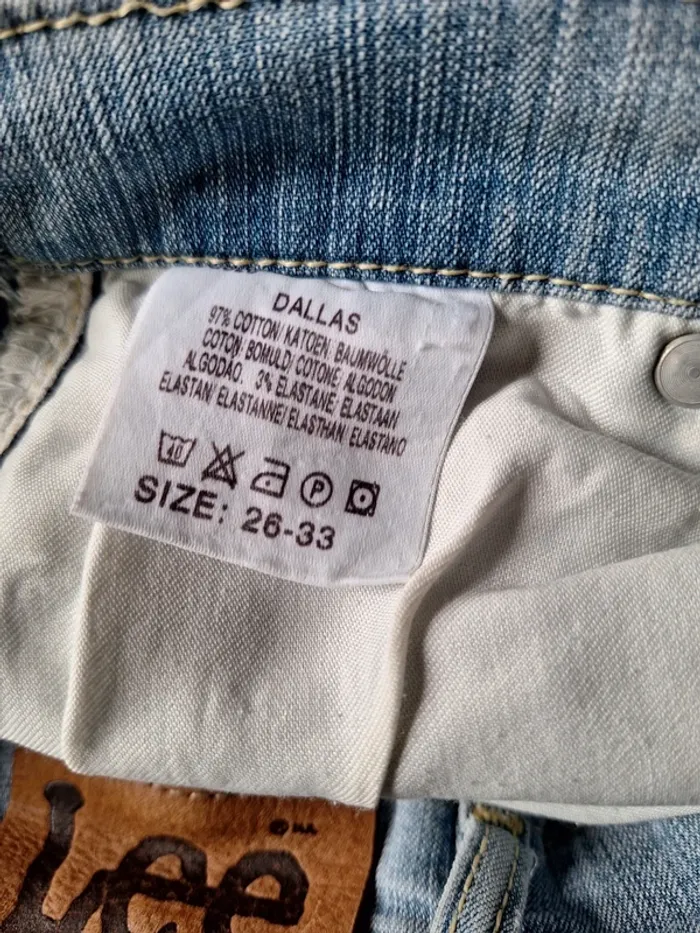 DALLAS
97% COTTON/ KATOEN, BAUMWÖLLE
COTON, BOMULD/ COTONE, ALGODON
ALGODÃO, 3% ELASTANE, ELASTAAN
ELASTAN/ ELASTANNE/ ELASTHAN, ELASTANO
40 P
SIZE: 26-33
Lee